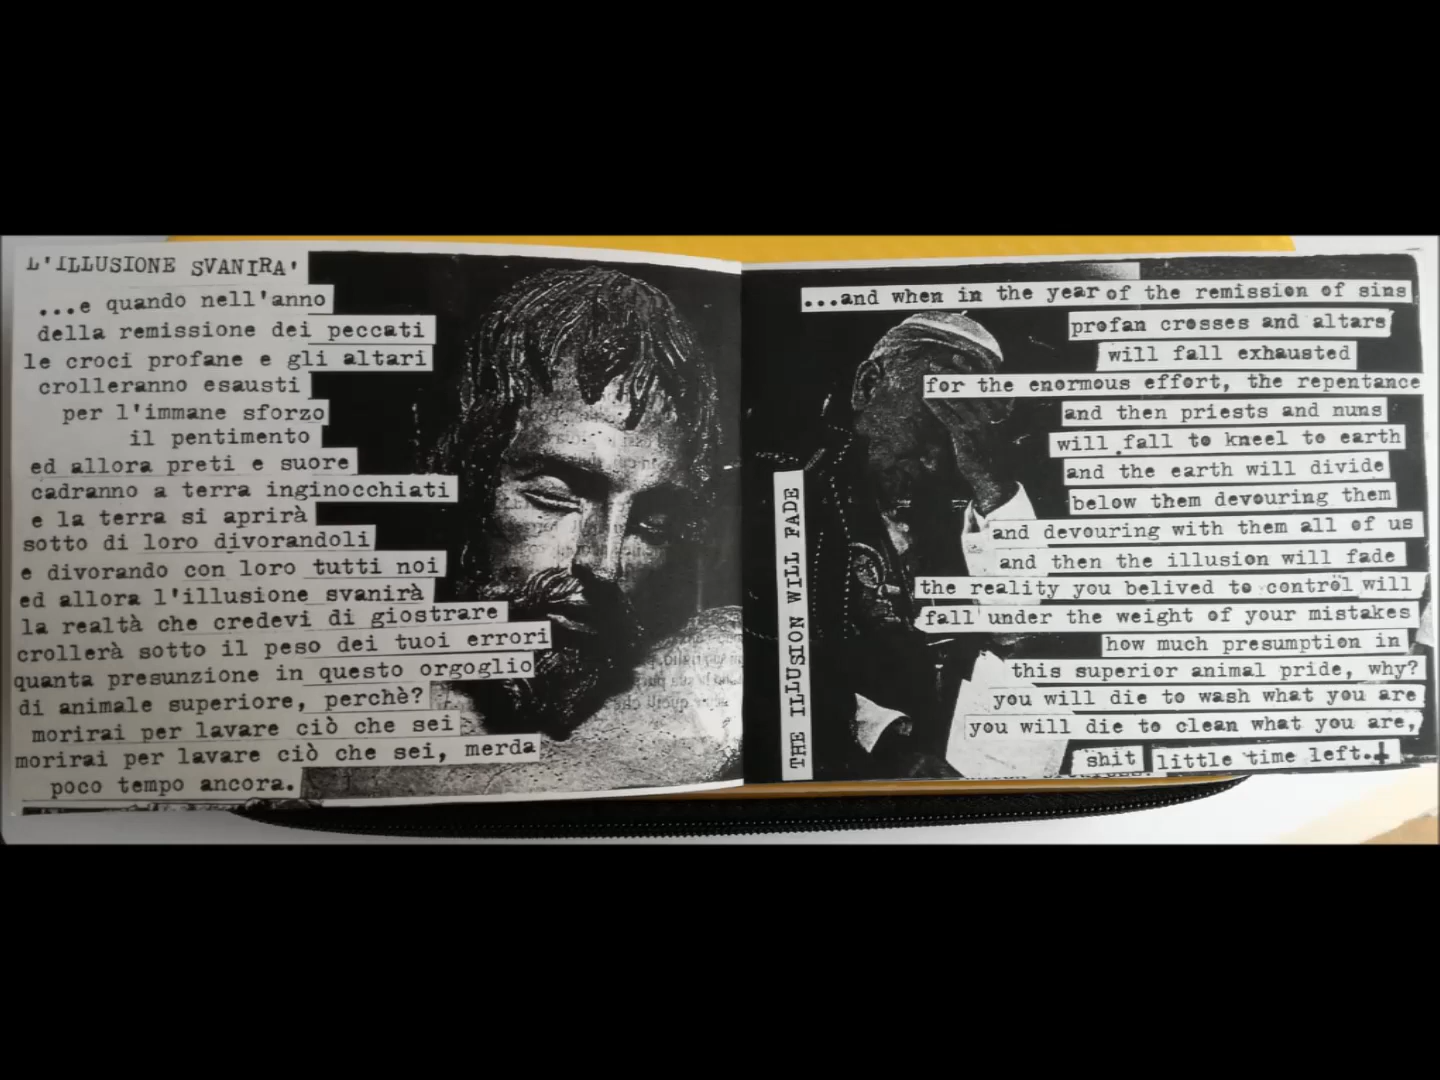 L'ILLUSIONE SVANIRA'
...e quando nell'anno
della remissione dei peccati
le croci profane e gli altari
crolleranno esausti
per l'immane sforzo
il pentimento
ed allora preti e suore
cadranno a terra inginocchiati
e la terra si aprirà
sotto di loro divorandoli
e divorando con loro tutti noi
ed allora l'illusione svanirà
la realtà che credevi di giostrare
crollerà sotto il peso dei tuoi errori
quanta presunzione in questo orgoglio
di animale superiore, perchè?
morirai per lavare ciò che sei
morirai per lavare ciò che sei, merda
poco tempo ancora.
THE ILLUSION WILL FADE
...and when in the year of the remission of sins
profan crosses and altars
will fall exhausted
for the enormous effort, the repentance
and then priests and nuns
will fall to kneel to earth
and the earth will divide
below them devouring them
and devouring with them all of us
and then the illusion will fade
the reality you belived to control will
fall under the weight of your mistakes
how much presumption in
this superior animal pride, why?
you will die to wash what you are
you will die to clean what you are,
shit little time left.